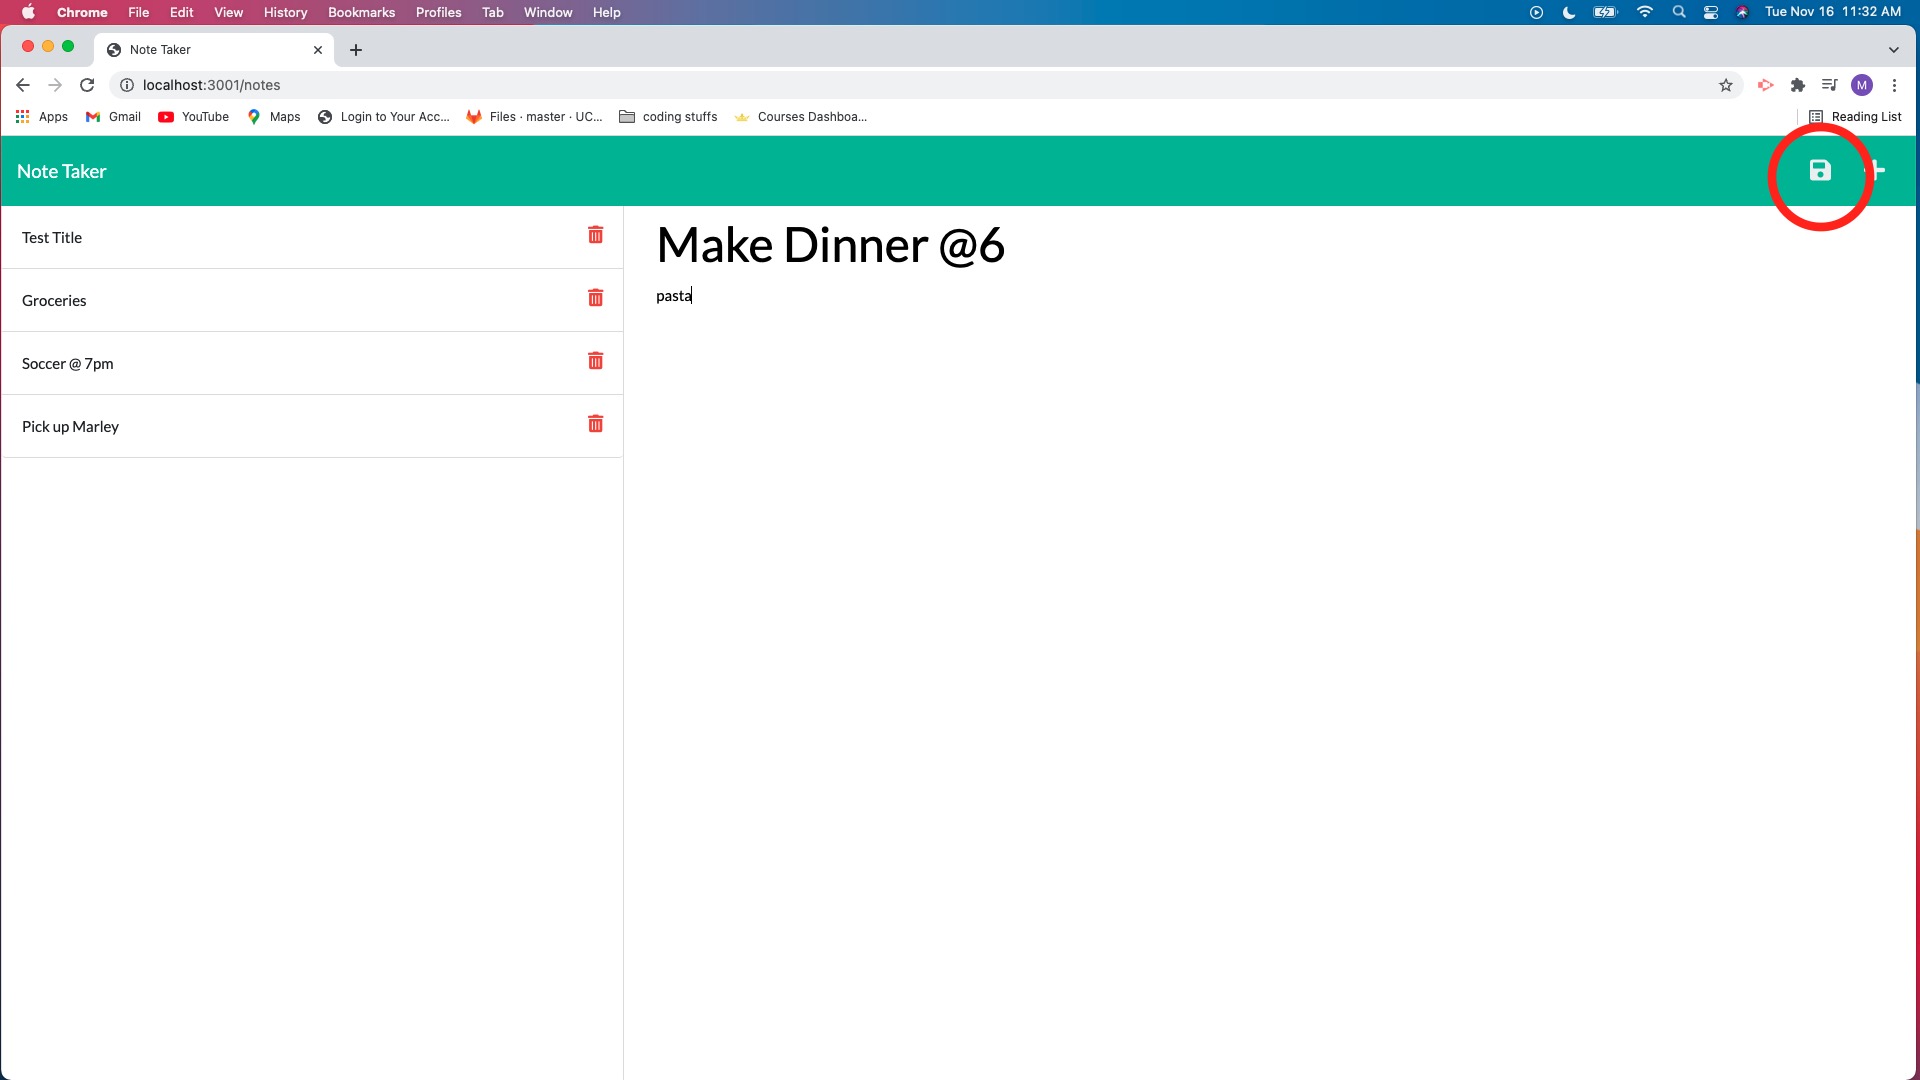 Chrome File Edit View History Bookmarks Profiles Tab Window Help Tue Nov 16 11:32 AM
Note Taker
localhost:3001/notes M
Apps Gmail YouTube Maps Login to Your Acc... Files · master · UC... coding stuffs Courses Dashboa... Reading List
Note Taker
Test Title
Groceries
Soccer @ 7pm
Pick up Marley
Make Dinner @6
pasta